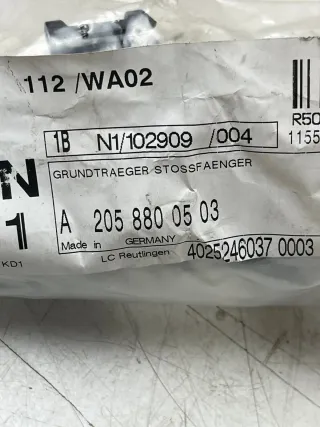 112 /WA02
R50
1155
1B N1/102909 /004
N
GRUNDTRAEGER STOSSFAENGER
1
A 205 880 05 03
Made in GERMANY
LC Reutlingen
4025246037 0003
KD1